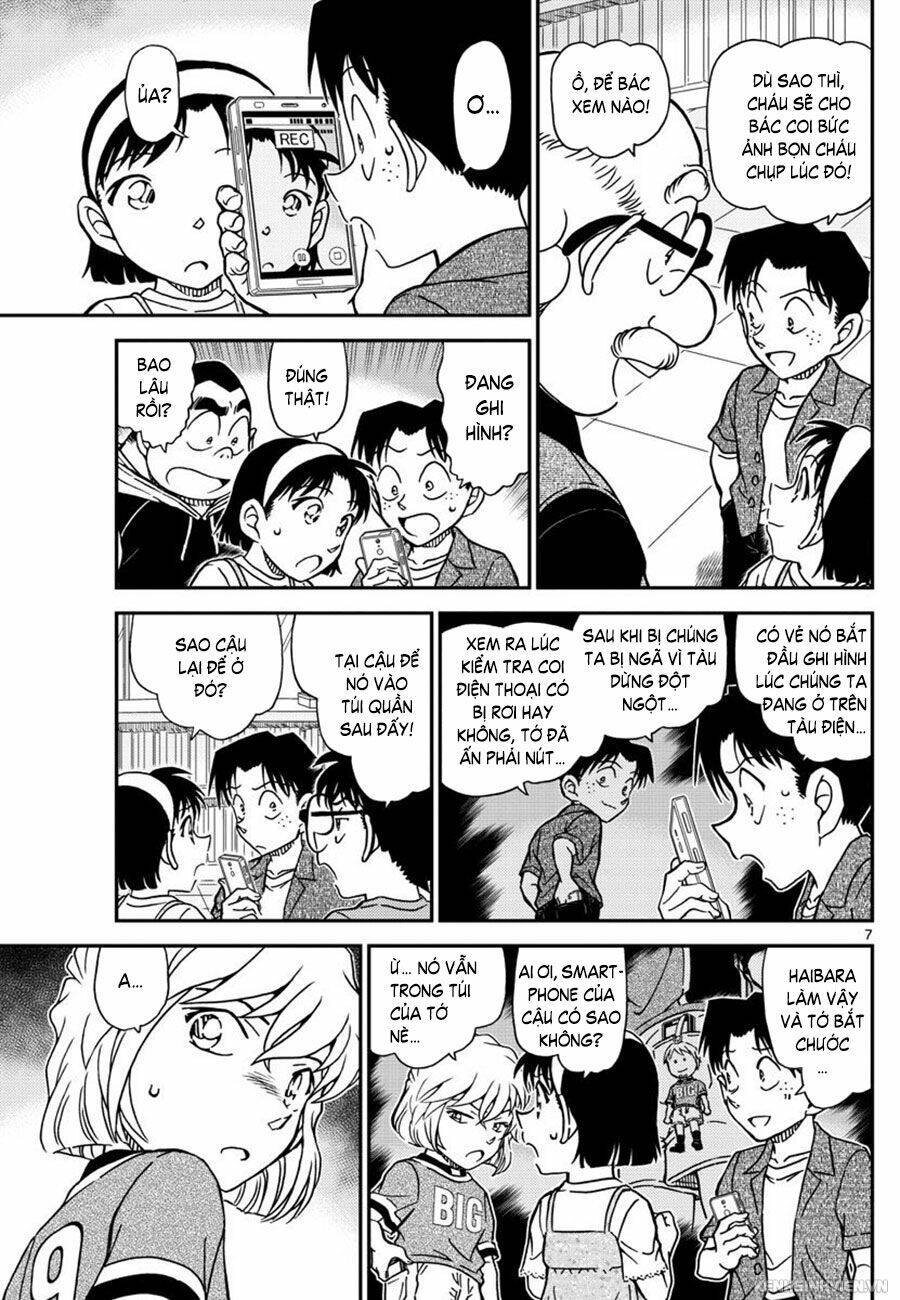 DÙ SAO THÌ,
CHÁU SẼ CHO
BÁC COI BỨC
ẢNH BỌN CHÁU
CHỤP LÚC ĐÓ!
Ồ, ĐỂ BÁC
XEM NÀO!
Ơ...
REC
ỦA?
ĐANG
GHI
HÌNH?
ĐÚNG
THẬT!
BAO
LÂU
RỒI?
CÓ VẺ NÓ BẮT
ĐẦU GHI HÌNH
LÚC CHÚNG TA
ĐANG Ở TRÊN
TÀU ĐIỆN...
SAU KHI BỊ CHÚNG
TA BỊ NGÃ VÌ TÀU
DỪNG ĐỘT
NGỘT...
XEM RA LÚC
KIỂM TRA COI
ĐIỆN THOẠI CÓ
BỊ RƠI HAY
KHÔNG, TỚ ĐÃ
ẤN PHẢI NÚT...
TẠI CẬU ĐỂ
NÓ VÀO
TÚI QUẦN
SAU ĐẤY!
SAO CẬU
LẠI ĐỂ Ở
ĐÓ?
7
HAIBARA
LÀM VẬY
VÀ TỚ BẮT
CHƯỚC
...
AI ƠI, SMART-
PHONE CỦA
CẬU CÓ SAO
KHÔNG?
Ừ... NÓ VẪN
TRONG TÚI
CỦA TỚ
NÈ...
BIG
BIG
A...
9
KENHSINHVIEN.VN